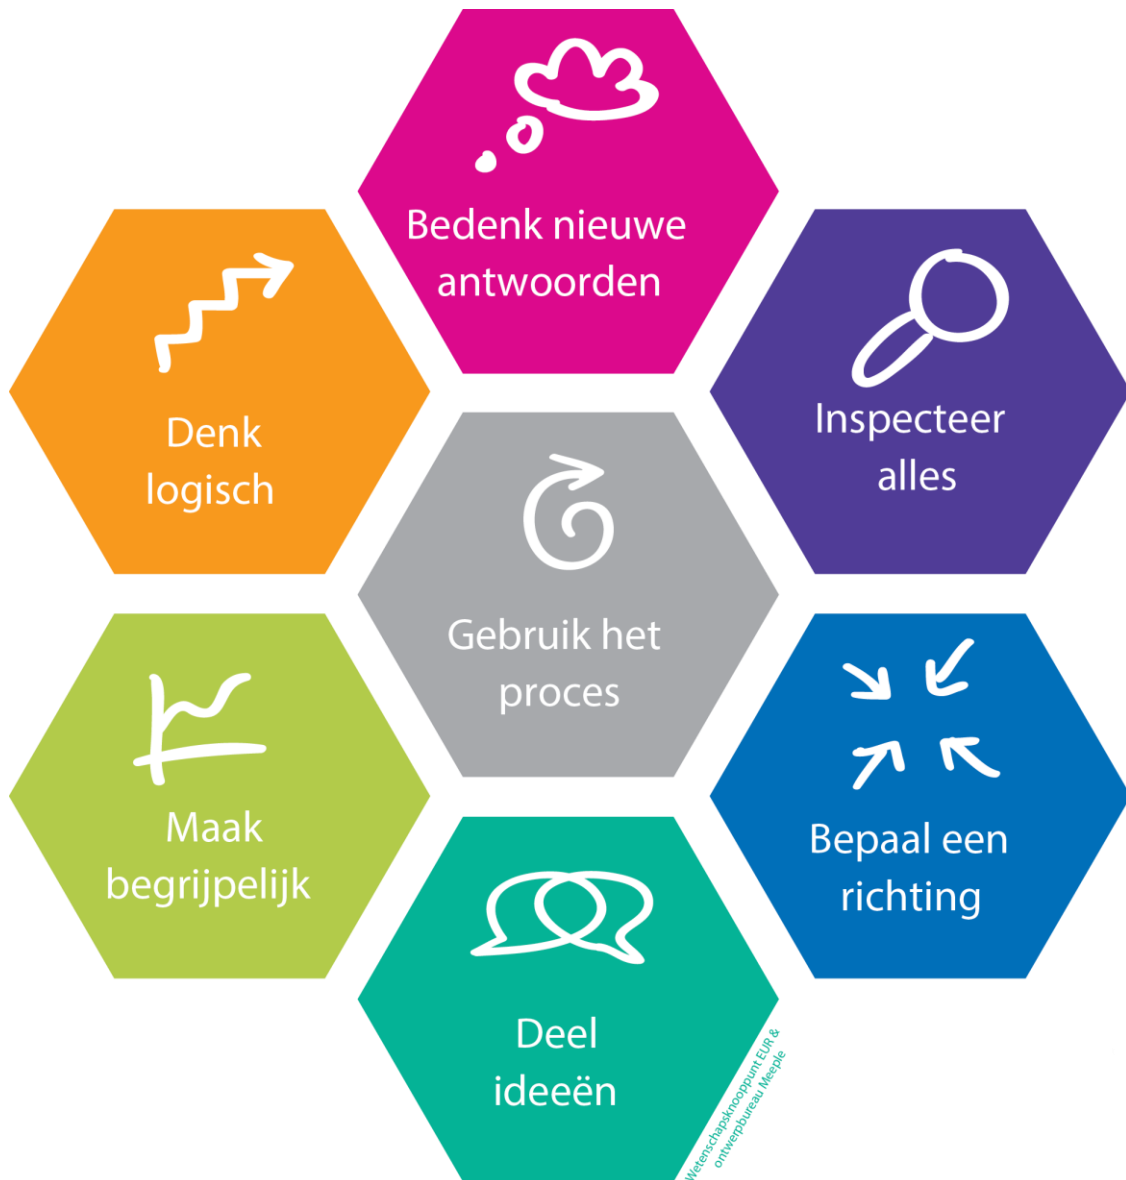 Bedenk nieuwe
antwoorden
Denk
logisch
Inspecteer
alles
Gebruik het
proces
Maak
begrijpelijk
Bepaal een
richting
Deel
ideeën
Wetenschapsknooppunt EUR &
ontwerpbureau Meeple